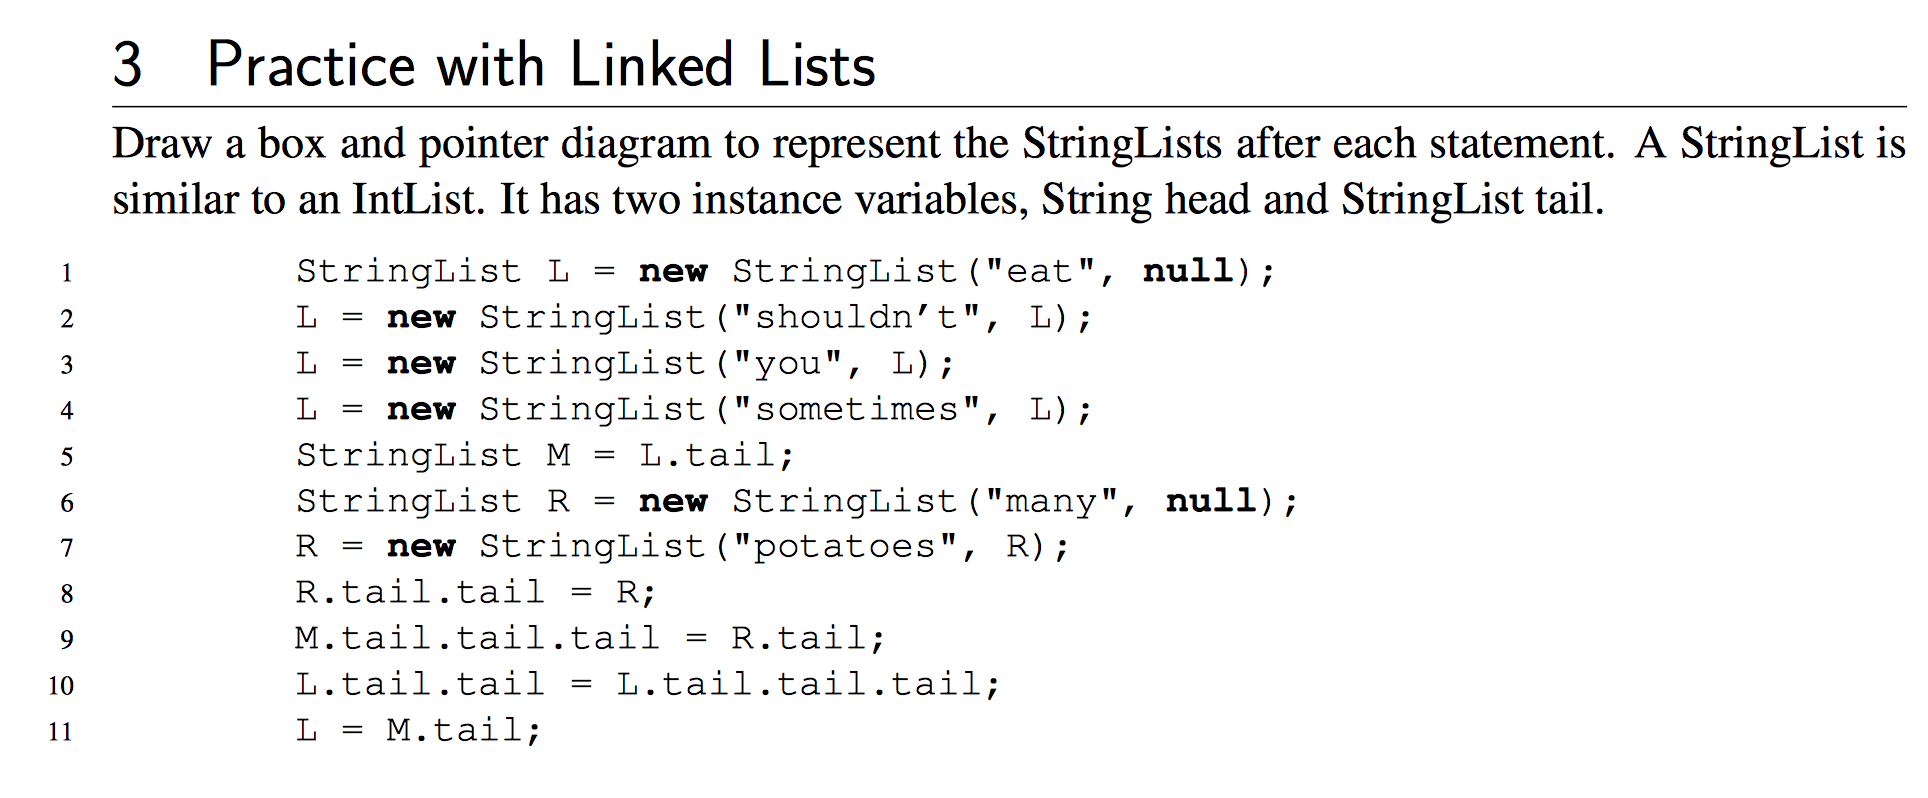 3 Practice with Linked Lists
Draw a box and pointer diagram to represent the StringLists after each statement. A StringList is
similar to an IntList. It has two instance variables, String head and StringList tail.
1 StringList L = new StringList("eat", null);
2 L = new StringList("shouldn’t", L);
3 L = new StringList("you", L);
4 L = new StringList("sometimes", L);
5 StringList M = L.tail;
6 StringList R = new StringList("many", null);
7 R = new StringList("potatoes", R);
8 R.tail.tail = R;
9 M.tail.tail.tail = R.tail;
10 L.tail.tail = L.tail.tail.tail;
11 L = M.tail;